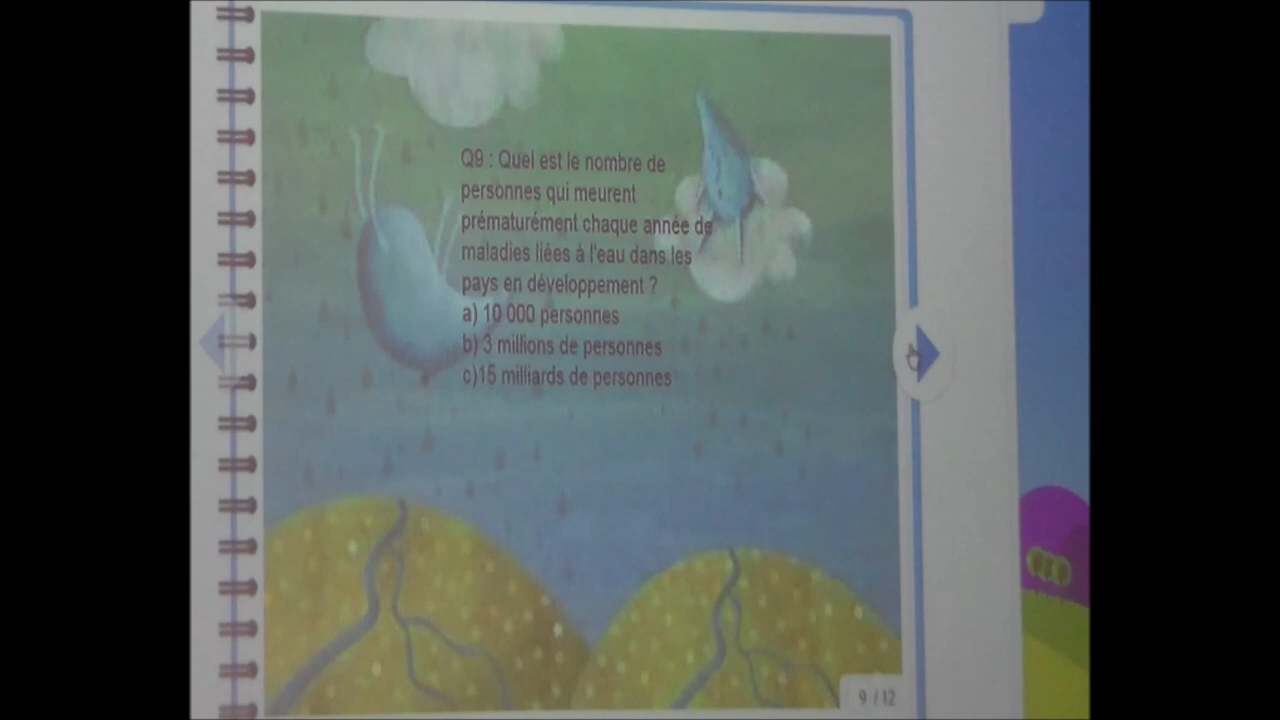 Q9 : Quel est le nombre de
personnes qui meurent
prématurément chaque année de
maladies liées à l'eau dans les
pays en développement ?
a) 10 000 personnes
b) 3 millions de personnes
c)15 milliards de personnes
9 / 12